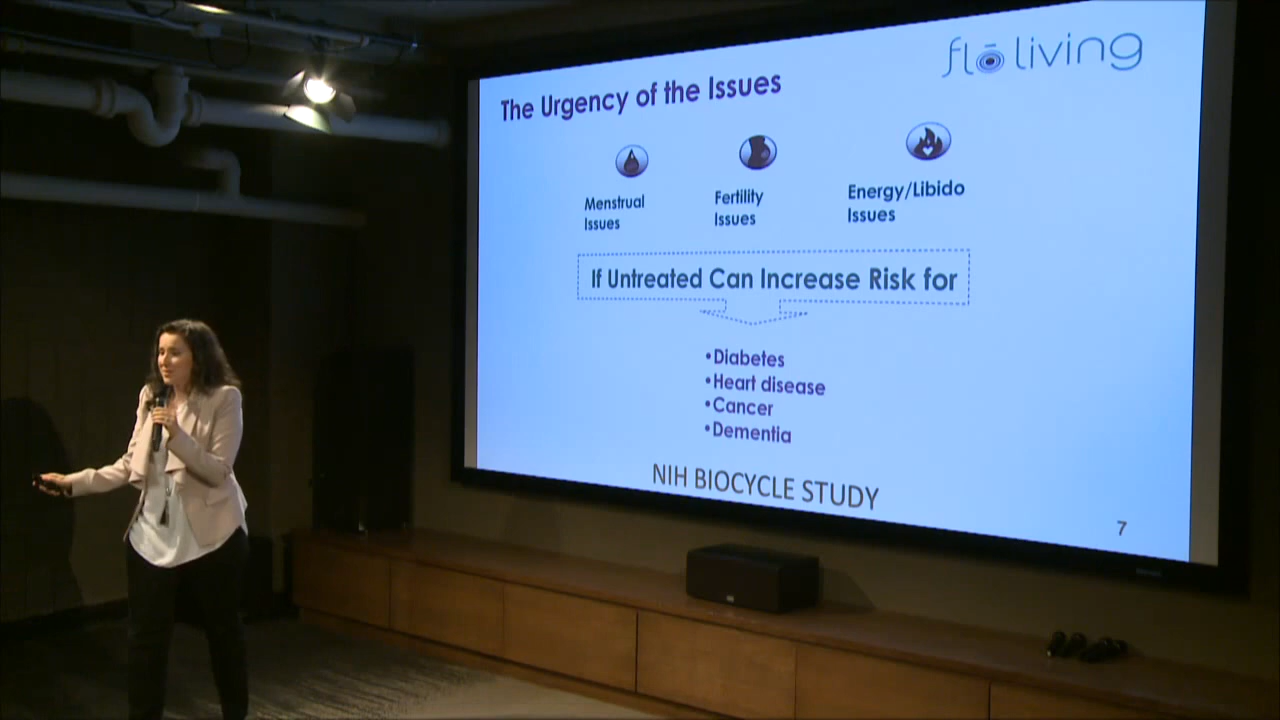 flō living
The Urgency of the Issues
Menstrual
Issues
Fertility
Issues
Energy/Libido
Issues
If Untreated Can Increase Risk for
•Diabetes
•Heart disease
•Cancer
•Dementia
NIH BIOCYCLE STUDY
7